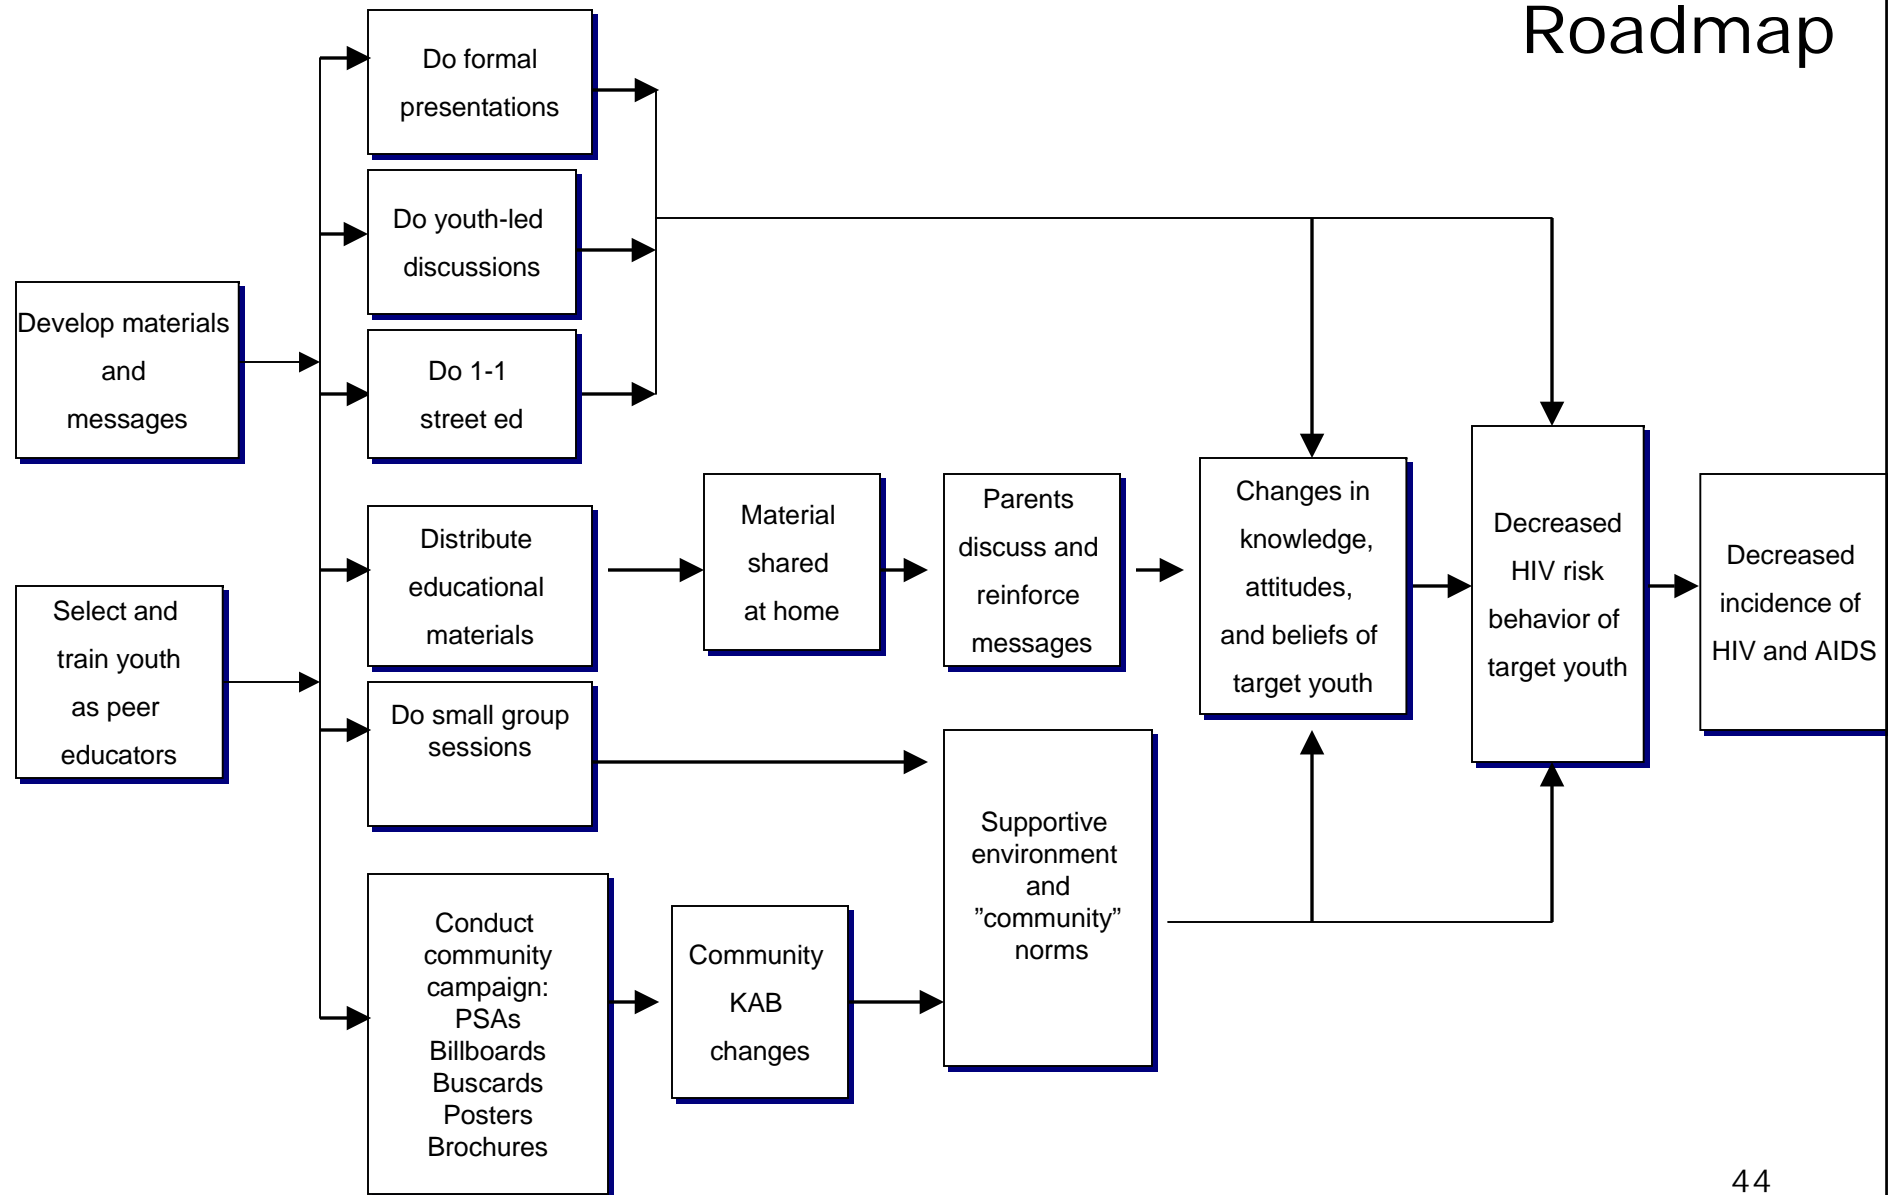 Roadmap
Do formal
presentations
Do youth-led
discussions
Develop materials
and
messages
Do 1-1
street ed
Select and
train youth
as peer
educators
Distribute
educational
materials
Material
shared
at home
Parents
discuss and
reinforce
messages
Changes in
knowledge,
attitudes,
and beliefs of
target youth
Decreased
HIV risk
behavior of
target youth
Decreased
incidence of
HIV and AIDS
Do small group
sessions
Supportive
environment
and
”community”
norms
Conduct
community
campaign:
PSAs
Billboards
Buscards
Posters
Brochures
Community
KAB
changes
44